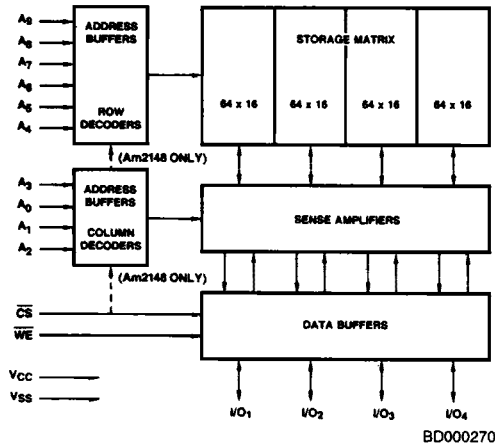 A9
A8
A7
A6
A5
A4
ADDRESS
BUFFERS
ROW
DECODERS
STORAGE MATRIX
64 x 16 64 x 16 64 x 16 64 x 16
(Am2148 ONLY)
A3
A0
A1
A2
ADDRESS
BUFFERS
COLUMN
DECODERS
SENSE AMPLIFIERS
(Am2148 ONLY)
CS
WE
DATA BUFFERS
VCC
VSS
I/O1 I/O2 I/O3 I/O4
BD000270